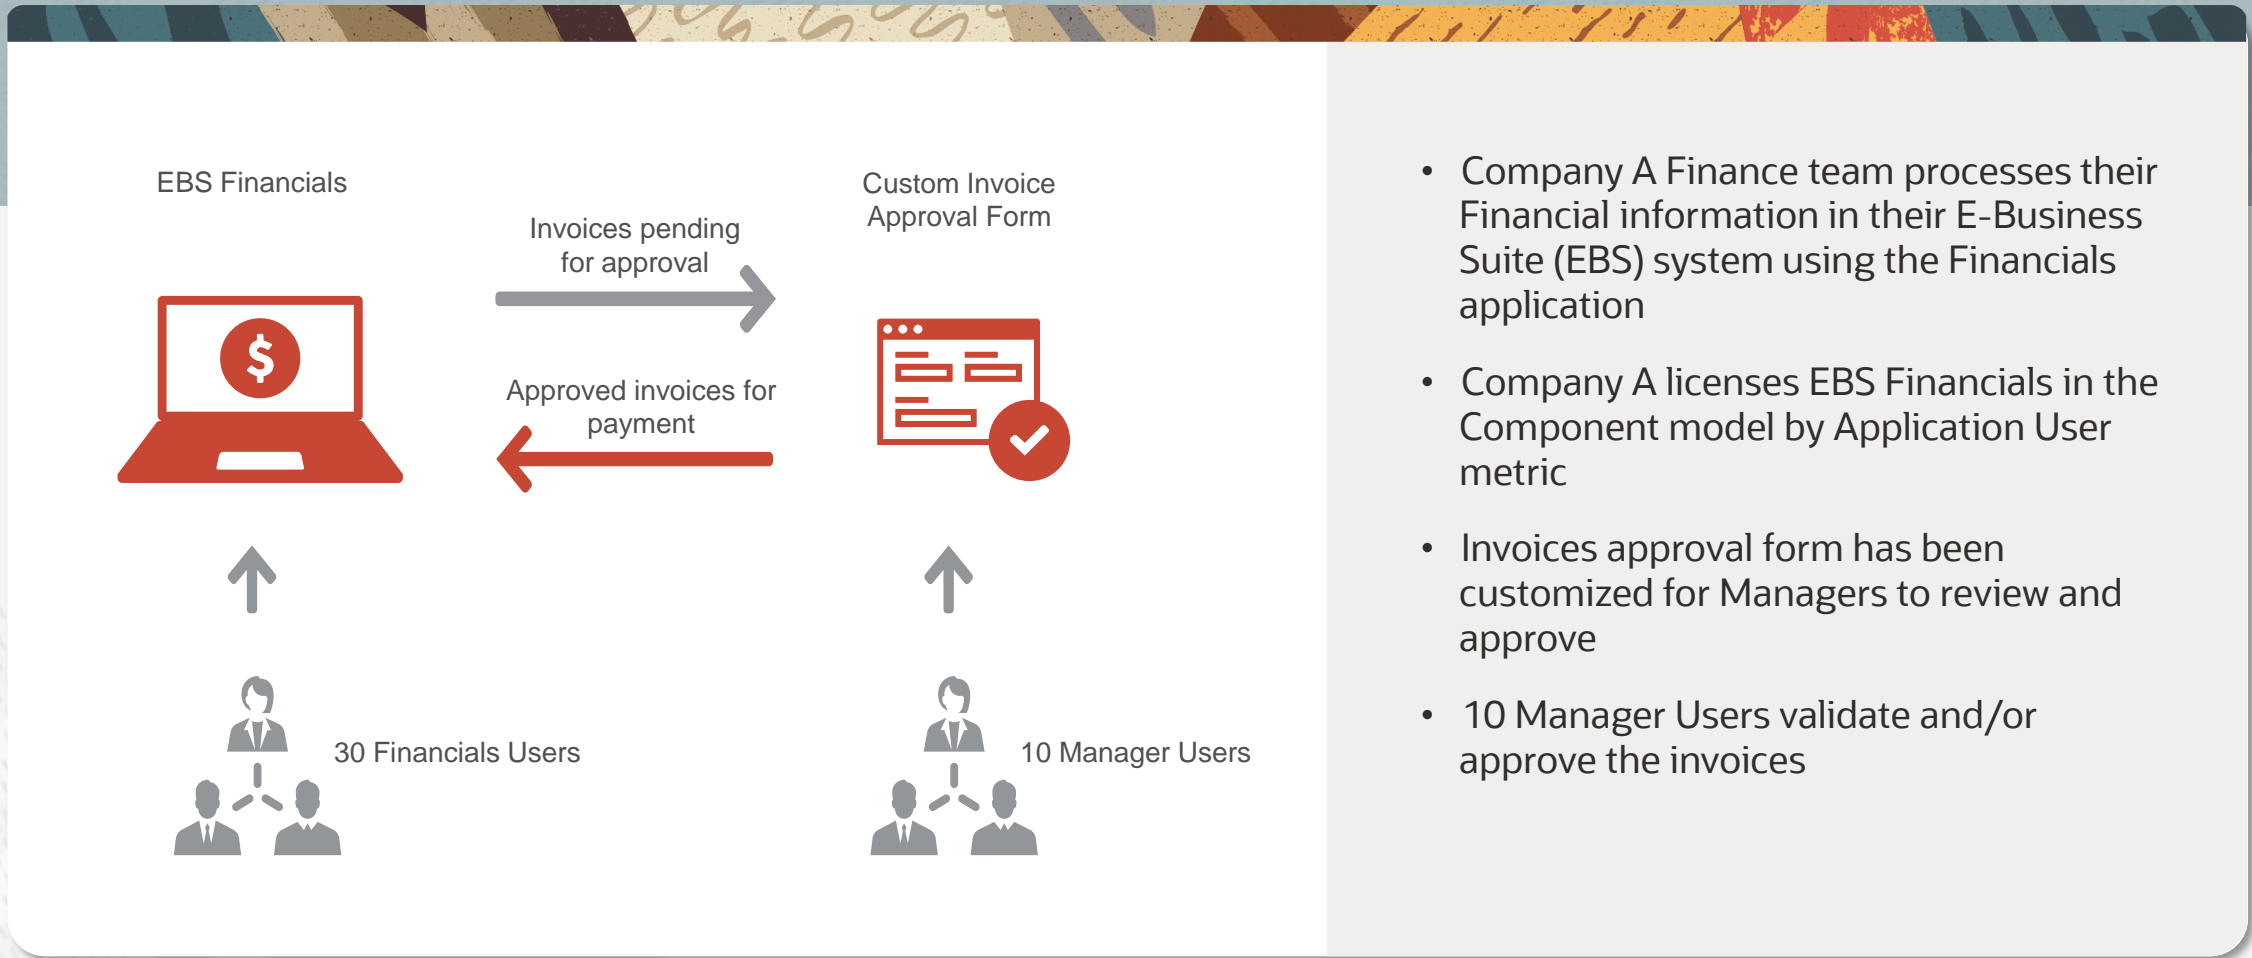 EBS Financials
Invoices pending
for approval
Custom Invoice
Approval Form
$
Approved invoices for
payment
30 Financials Users
10 Manager Users
• Company A Finance team processes their
Financial information in their E-Business
Suite (EBS) system using the Financials
application
• Company A licenses EBS Financials in the
Component model by Application User
metric
• Invoices approval form has been
customized for Managers to review and
approve
• 10 Manager Users validate and/or
approve the invoices